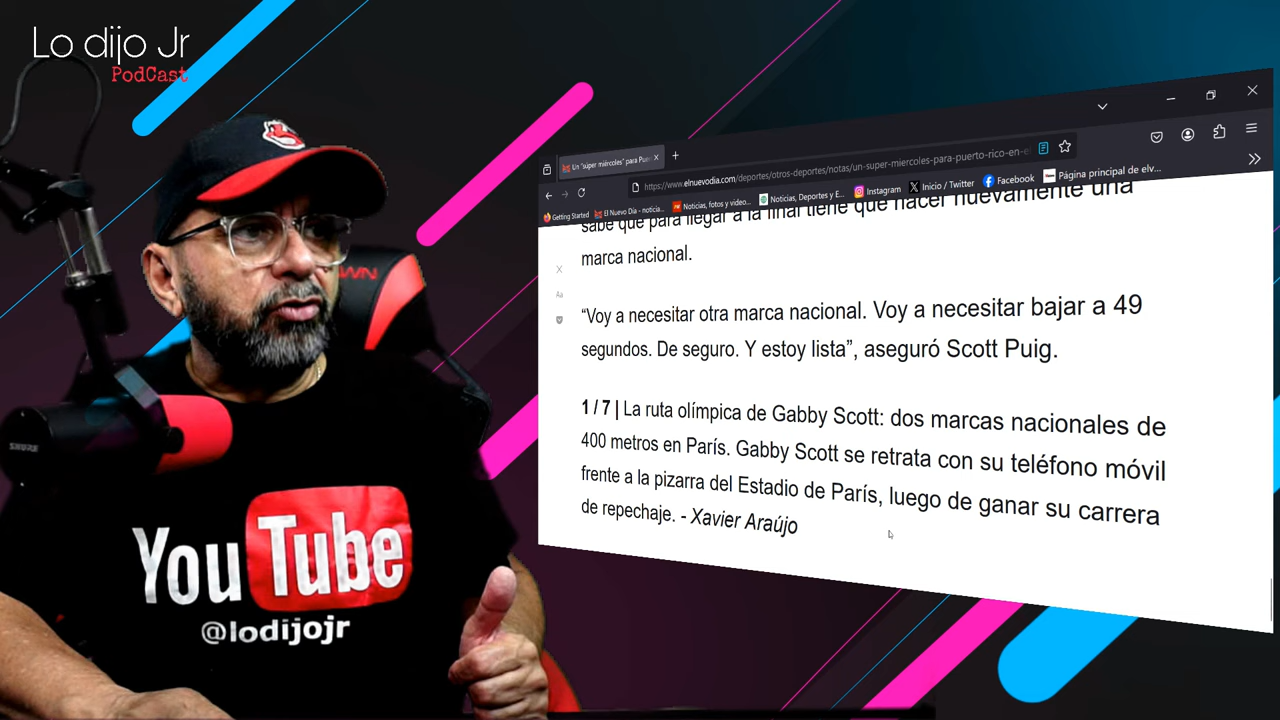 Lo dijo Jr
PodCast
Un "súper miércoles" para Pue
https://www.elnuevodia.com/deportes/otros-deportes/notas/un-super-miercoles-para-puerto-rico-en-el
Getting Started
El Nuevo Día - noticia...
Noticias, fotos y video...
Noticias, Deportes y E...
Instagram
Inicio / Twitter
Facebook
Página principal de elv...
sabe que para llegar a la final tiene que hacer nuevamente una
marca nacional.
Aa
“Voy a necesitar otra marca nacional. Voy a necesitar bajar a 49
segundos. De seguro. Y estoy lista”, aseguró Scott Puig.
1 / 7 | La ruta olímpica de Gabby Scott: dos marcas nacionales de
400 metros en París. Gabby Scott se retrata con su teléfono móvil
frente a la pizarra del Estadio de París, luego de ganar su carrera
de repechaje. - Xavier Araújo
WN
SHURE
YouTube
@lodijojr